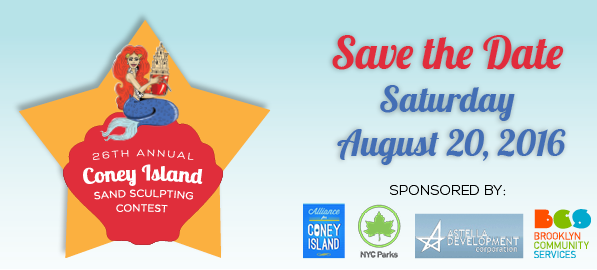 26TH ANNUAL
Coney Island
SAND SCULPTING
CONTEST
Save the Date
Saturday
August 20, 2016
SPONSORED BY:
Alliance
for
CONEY
ISLAND
NYC Parks
ASTELLA
DEVELOPMENT
corporation
BCS
BROOKLYN
COMMUNITY
SERVICES